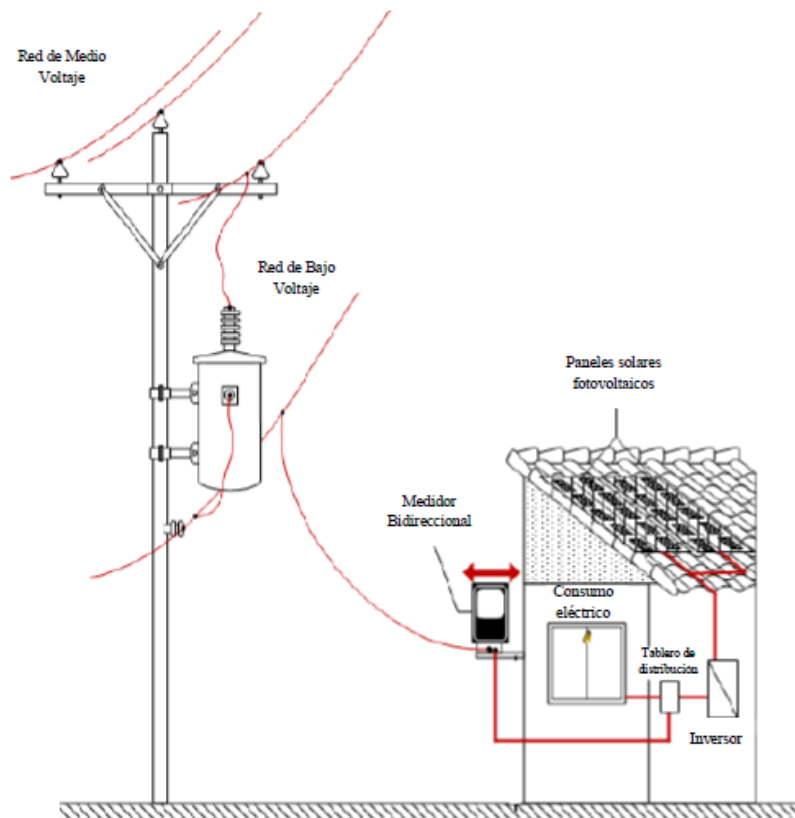 Red de Medio
Voltaje
Red de Bajo
Voltaje
Paneles solares
fotovoltaicos
Medidor
Bidireccional
Consumo
eléctrico
Tablero de
distribución
Inversor